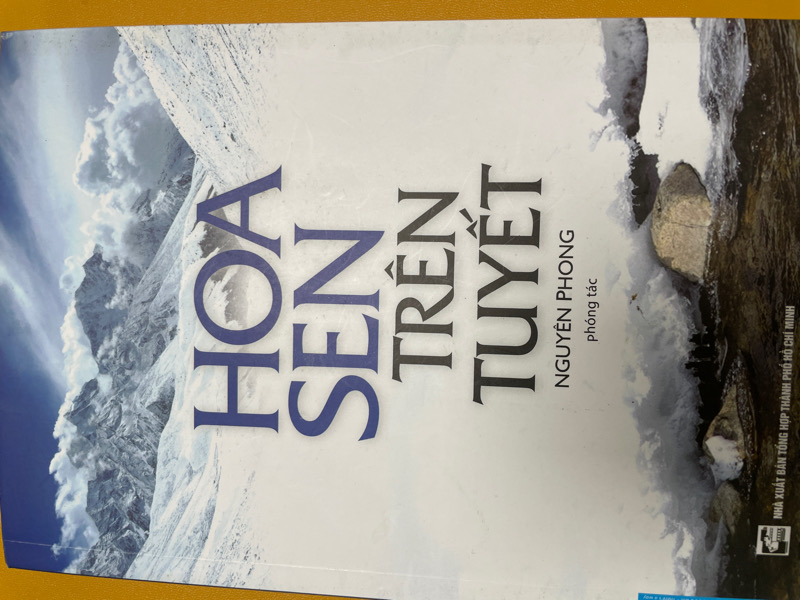 HOA
SEN
TRÊN
TUYẾT
NGUYÊN PHONG
phóng tác
NHÀ XUẤT BẢN TỔNG HỢP THÀNH PHỐ HỒ CHÍ MINH